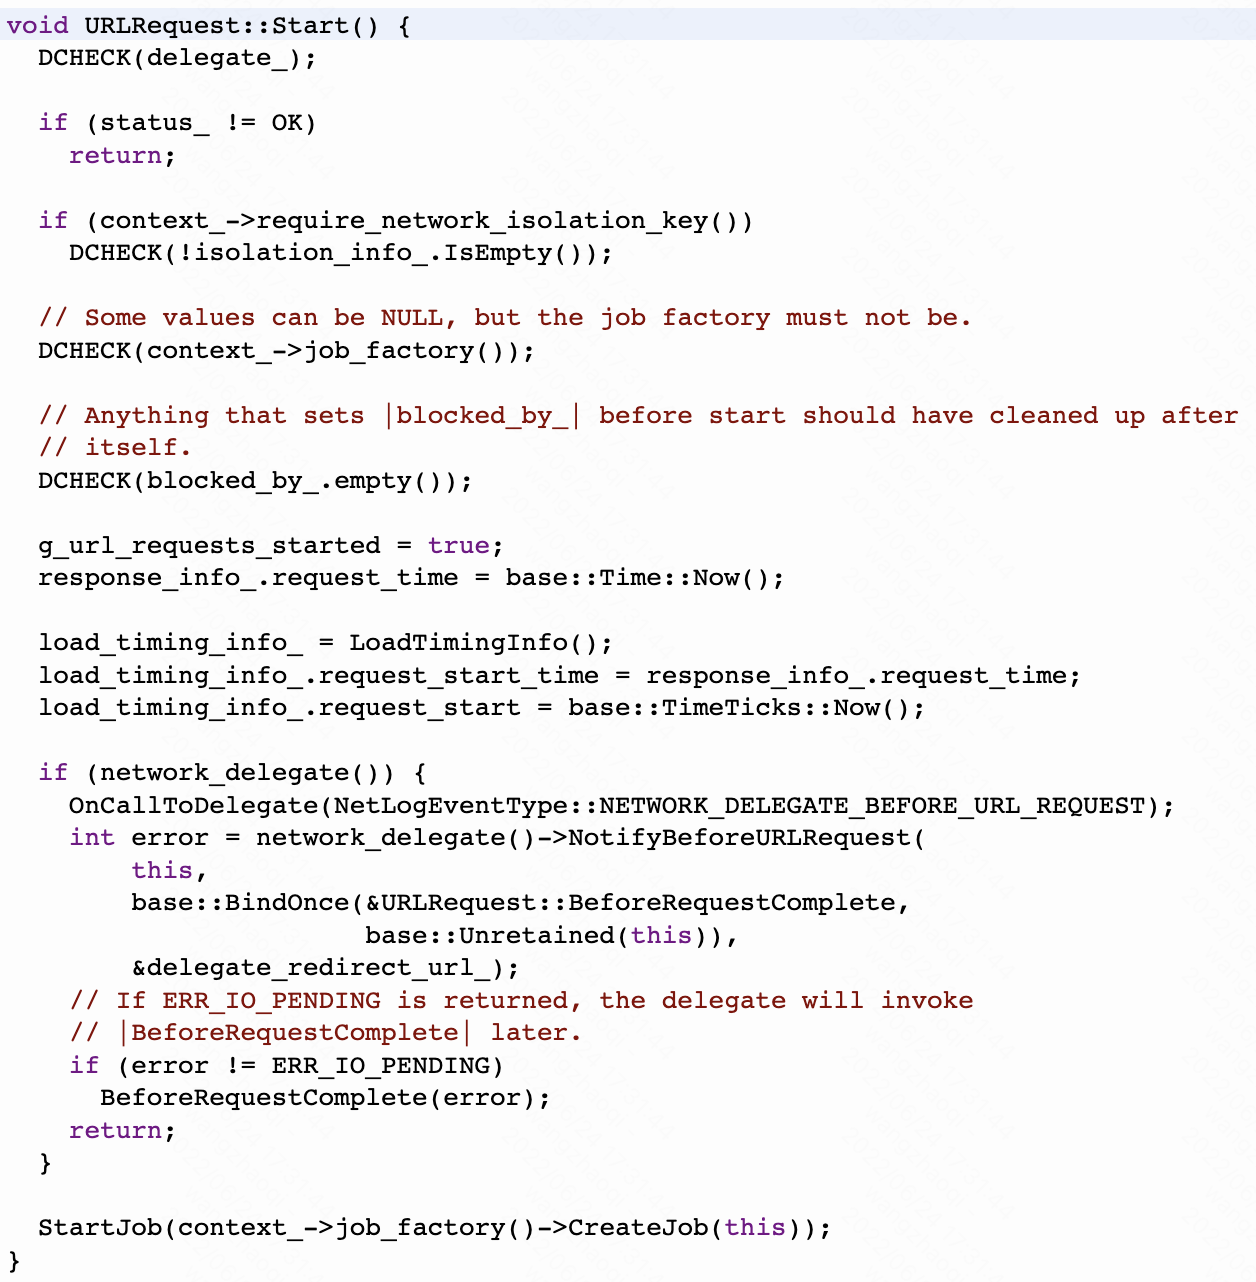 void URLRequest::Start() {
  DCHECK(delegate_);

  if (status_ != OK)
    return;

  if (context_->require_network_isolation_key())
    DCHECK(!isolation_info_.IsEmpty());

  // Some values can be NULL, but the job factory must not be.
  DCHECK(context_->job_factory());

  // Anything that sets |blocked_by_| before start should have cleaned up after
  // itself.
  DCHECK(blocked_by_.empty());

  g_url_requests_started = true;
  response_info_.request_time = base::Time::Now();

  load_timing_info_ = LoadTimingInfo();
  load_timing_info_.request_start_time = response_info_.request_time;
  load_timing_info_.request_start = base::TimeTicks::Now();

  if (network_delegate()) {
    OnCallToDelegate(NetLogEventType::NETWORK_DELEGATE_BEFORE_URL_REQUEST);
    int error = network_delegate()->NotifyBeforeURLRequest(
        this,
        base::BindOnce(&URLRequest::BeforeRequestComplete,
                       base::Unretained(this)),
        &delegate_redirect_url_);
    // If ERR_IO_PENDING is returned, the delegate will invoke
    // |BeforeRequestComplete| later.
    if (error != ERR_IO_PENDING)
      BeforeRequestComplete(error);
    return;
  }

  StartJob(context_->job_factory()->CreateJob(this));
}